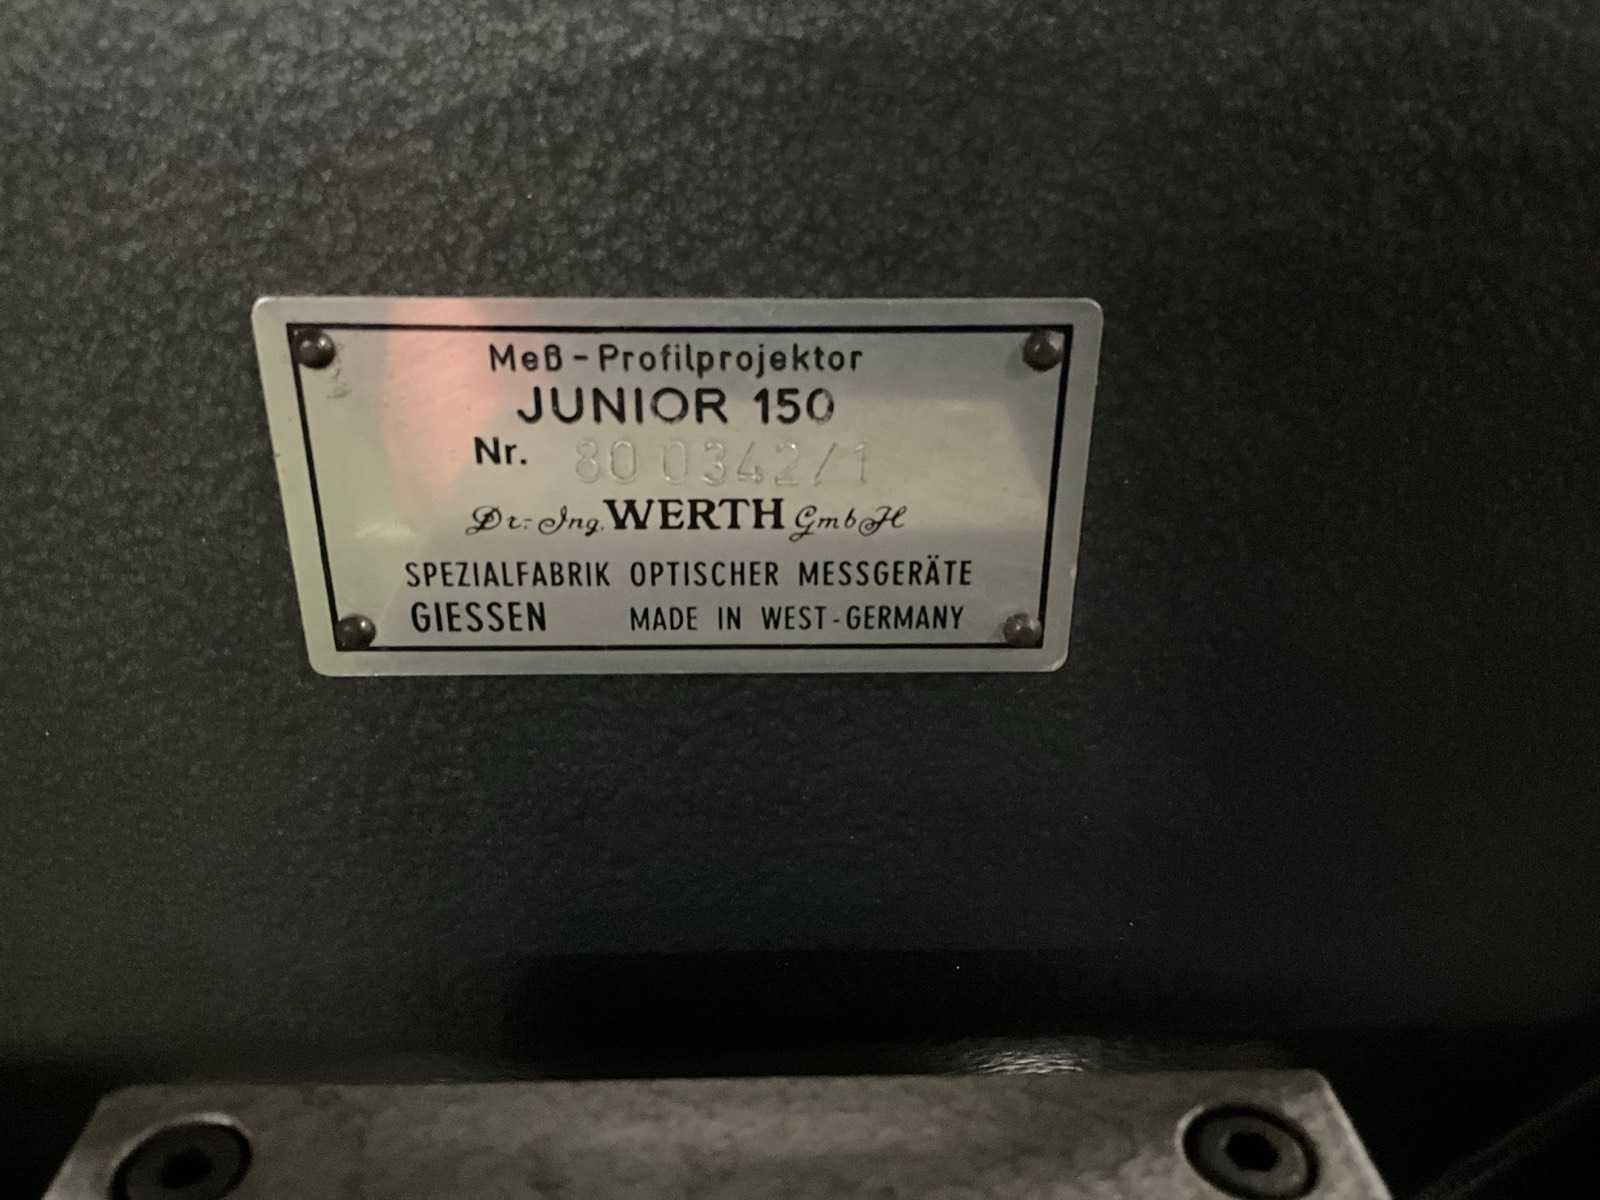 Meß-Profilprojektor
JUNIOR 150
Nr. 80 0342/1
Dr.-Ing. WERTH GmbH
SPEZIALFABRIK OPTISCHER MESSGERÄTE
GIESSEN MADE IN WEST-GERMANY